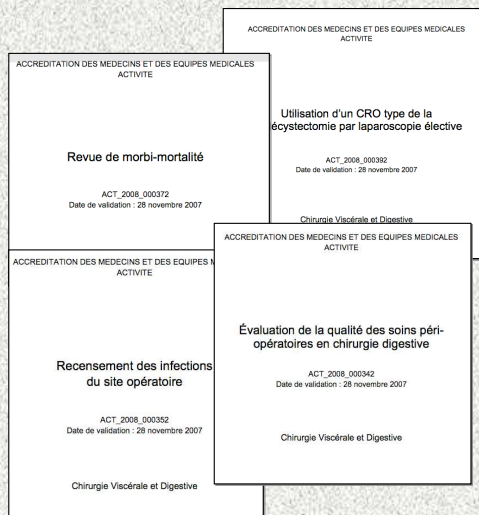 ACCREDITATION DES MEDECINS ET DES EQUIPES MEDICALES
ACTIVITE
Utilisation d'un CRO type de la
écystectomie par laparoscopie élective
ACT_2008_000392
Date de validation : 28 novembre 2007
Chirurgie Viscérale et Digestive
ACCREDITATION DES MEDECINS ET DES EQUIPES MEDICALES
ACTIVITE
Revue de morbi-mortalité
ACT_2008_000372
Date de validation : 28 novembre 2007
ACCREDITATION DES MEDECINS ET DES EQUIPES MEDICALES
ACTIVITE
Évaluation de la qualité des soins péri-
opératoires en chirurgie digestive
ACT_2008_000342
Date de validation : 28 novembre 2007
Chirurgie Viscérale et Digestive
ACCREDITATION DES MEDECINS ET DES EQUIPES M
ACTIVITE
Recensement des infections
du site opératoire
ACT_2008_000352
Date de validation : 28 novembre 2007
Chirurgie Viscérale et Digestive